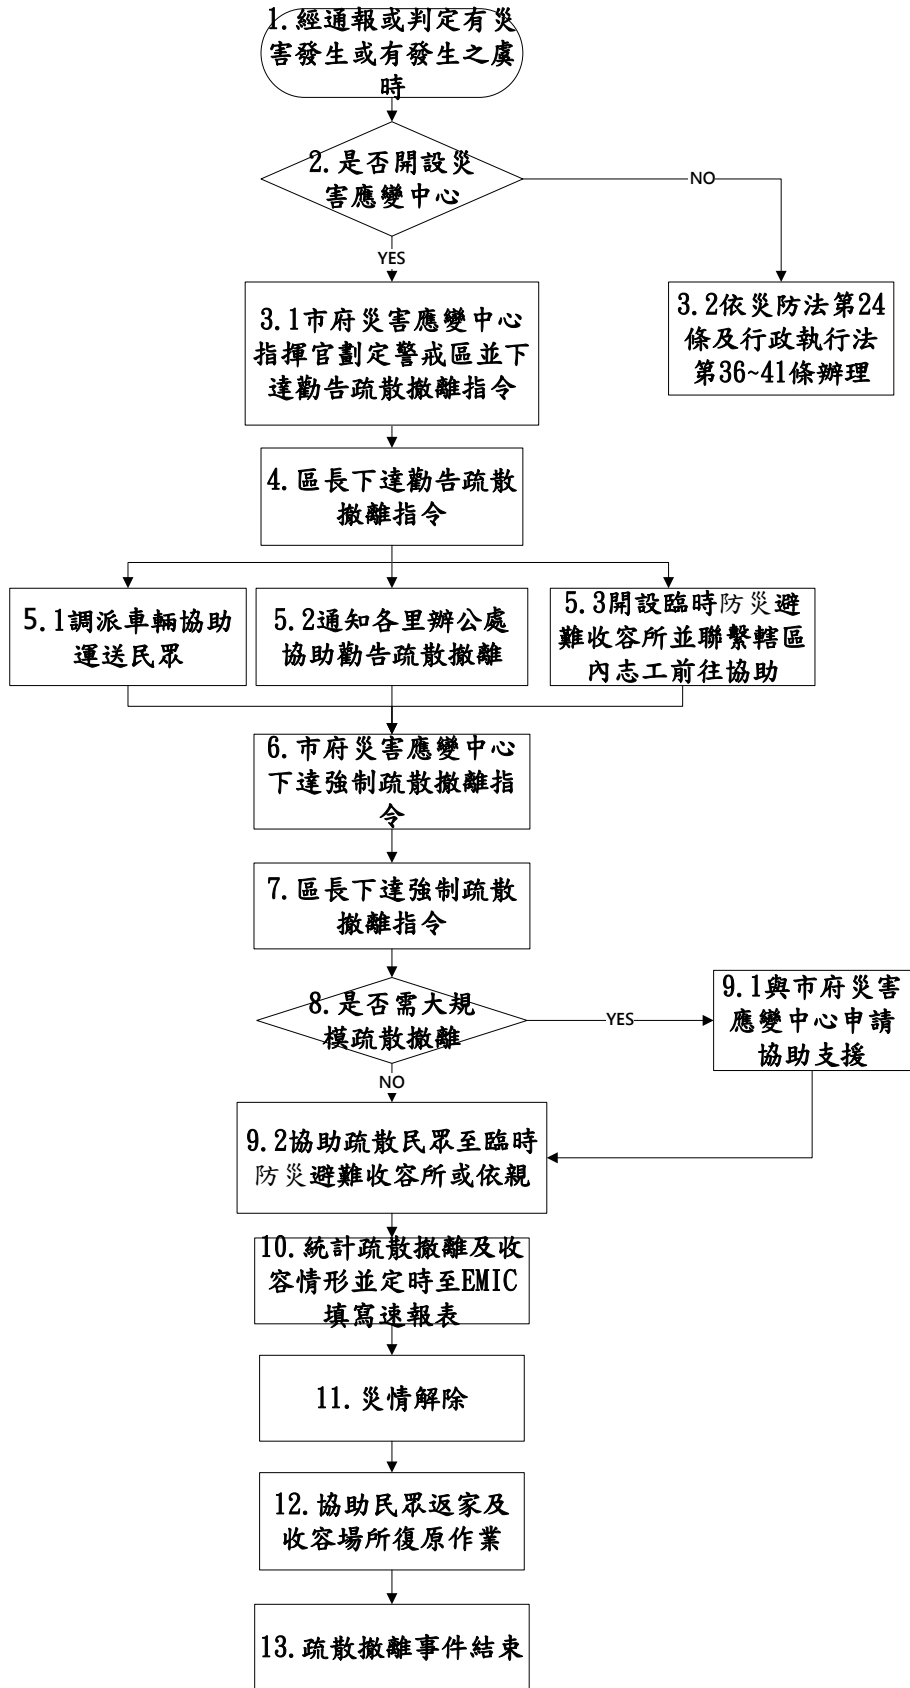 1.經通報或判定有災
害發生或有發生之虞
時
2.是否開設災
害應變中心
NO
YES
3.1市府災害應變中心
指揮官劃定警戒區並下
達勸告疏散撤離指令
3.2依災防法第24
條及行政執行法
第36~41條辦理
4.區長下達勸告疏散
撤離指令
5.1調派車輛協助
運送民眾
5.2通知各里辦公處
協助勸告疏散撤離
5.3開設臨時防災避
難收容所並聯繫轄區
內志工前往協助
6.市府災害應變中心
下達強制疏散撤離指
令
7.區長下達強制疏散
撤離指令
8.是否需大規
模疏散撤離
YES
9.1與市府災害
應變中心申請
協助支援
NO
9.2協助疏散民眾至臨時
防災避難收容所或依親
10.統計疏散撤離及收
容情形並定時至EMIC
填寫速報表
11.災情解除
12.協助民眾返家及
收容場所復原作業
13.疏散撤離事件結束